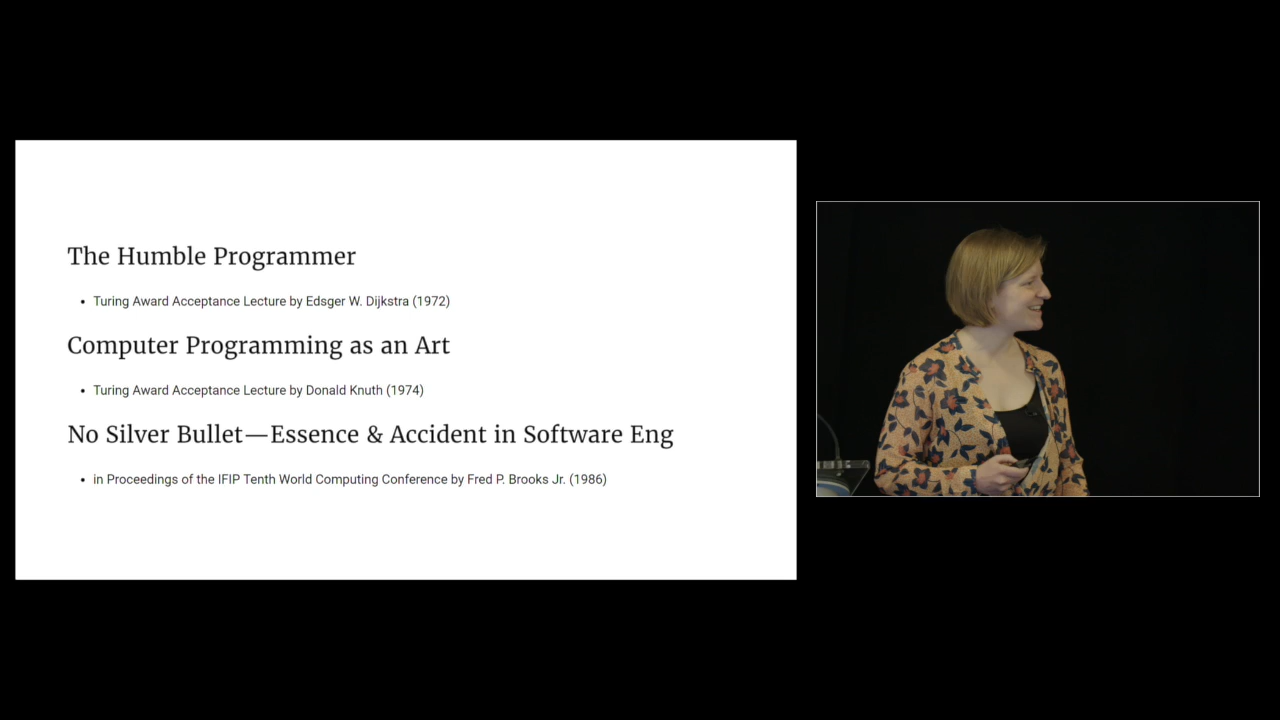 The Humble Programmer
• Turing Award Acceptance Lecture by Edsger W. Dijkstra (1972)
Computer Programming as an Art
• Turing Award Acceptance Lecture by Donald Knuth (1974)
No Silver Bullet—Essence & Accident in Software Eng
• in Proceedings of the IFIP Tenth World Computing Conference by Fred P. Brooks Jr. (1986)